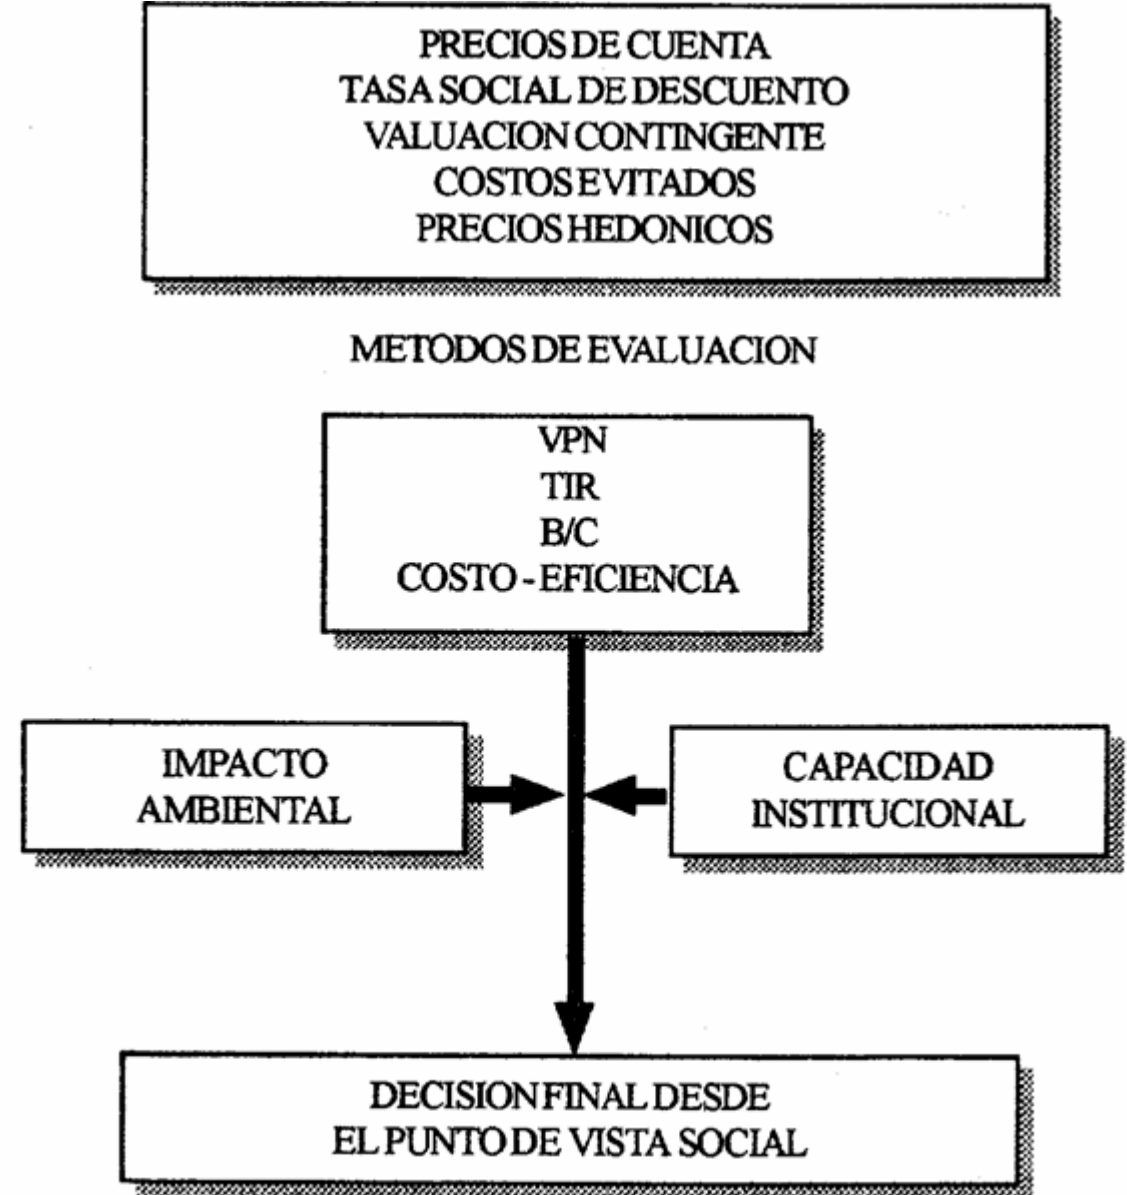 PRECIOS DE CUENTA
TASA SOCIAL DE DESCUENTO
VALUACION CONTINGENTE
COSTOS EVITADOS
PRECIOS HEDONICOS
METODOS DE EVALUACION
VPN
TIR
B/C
COSTO - EFICIENCIA
IMPACTO
AMBIENTAL
CAPACIDAD
INSTITUCIONAL
DECISION FINAL DESDE
EL PUNTO DE VISTA SOCIAL